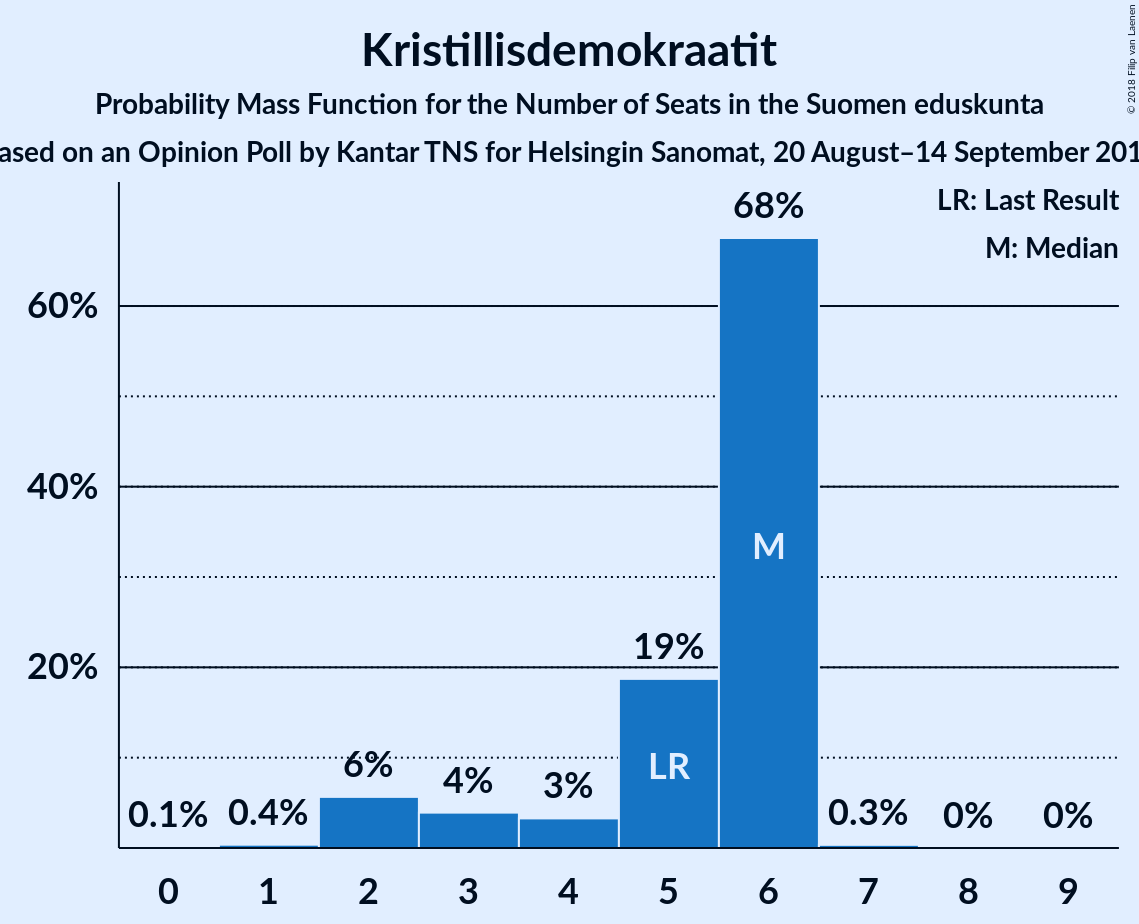 Kristillisdemokraatit
Probability Mass Function for the Number of Seats in the Suomen eduskunta
ased on an Opinion Poll by Kantar TNS for Helsingin Sanomat, 20 August–14 September 201
© 2018 Filip van Laenen
LR: Last Result
M: Median
68%
60%
40%
M
19%
20%
LR
6%
4%
3%
0.1%
0.4%
0.3%
0%
0%
0 1 2 3 4 5 6 7 8 9